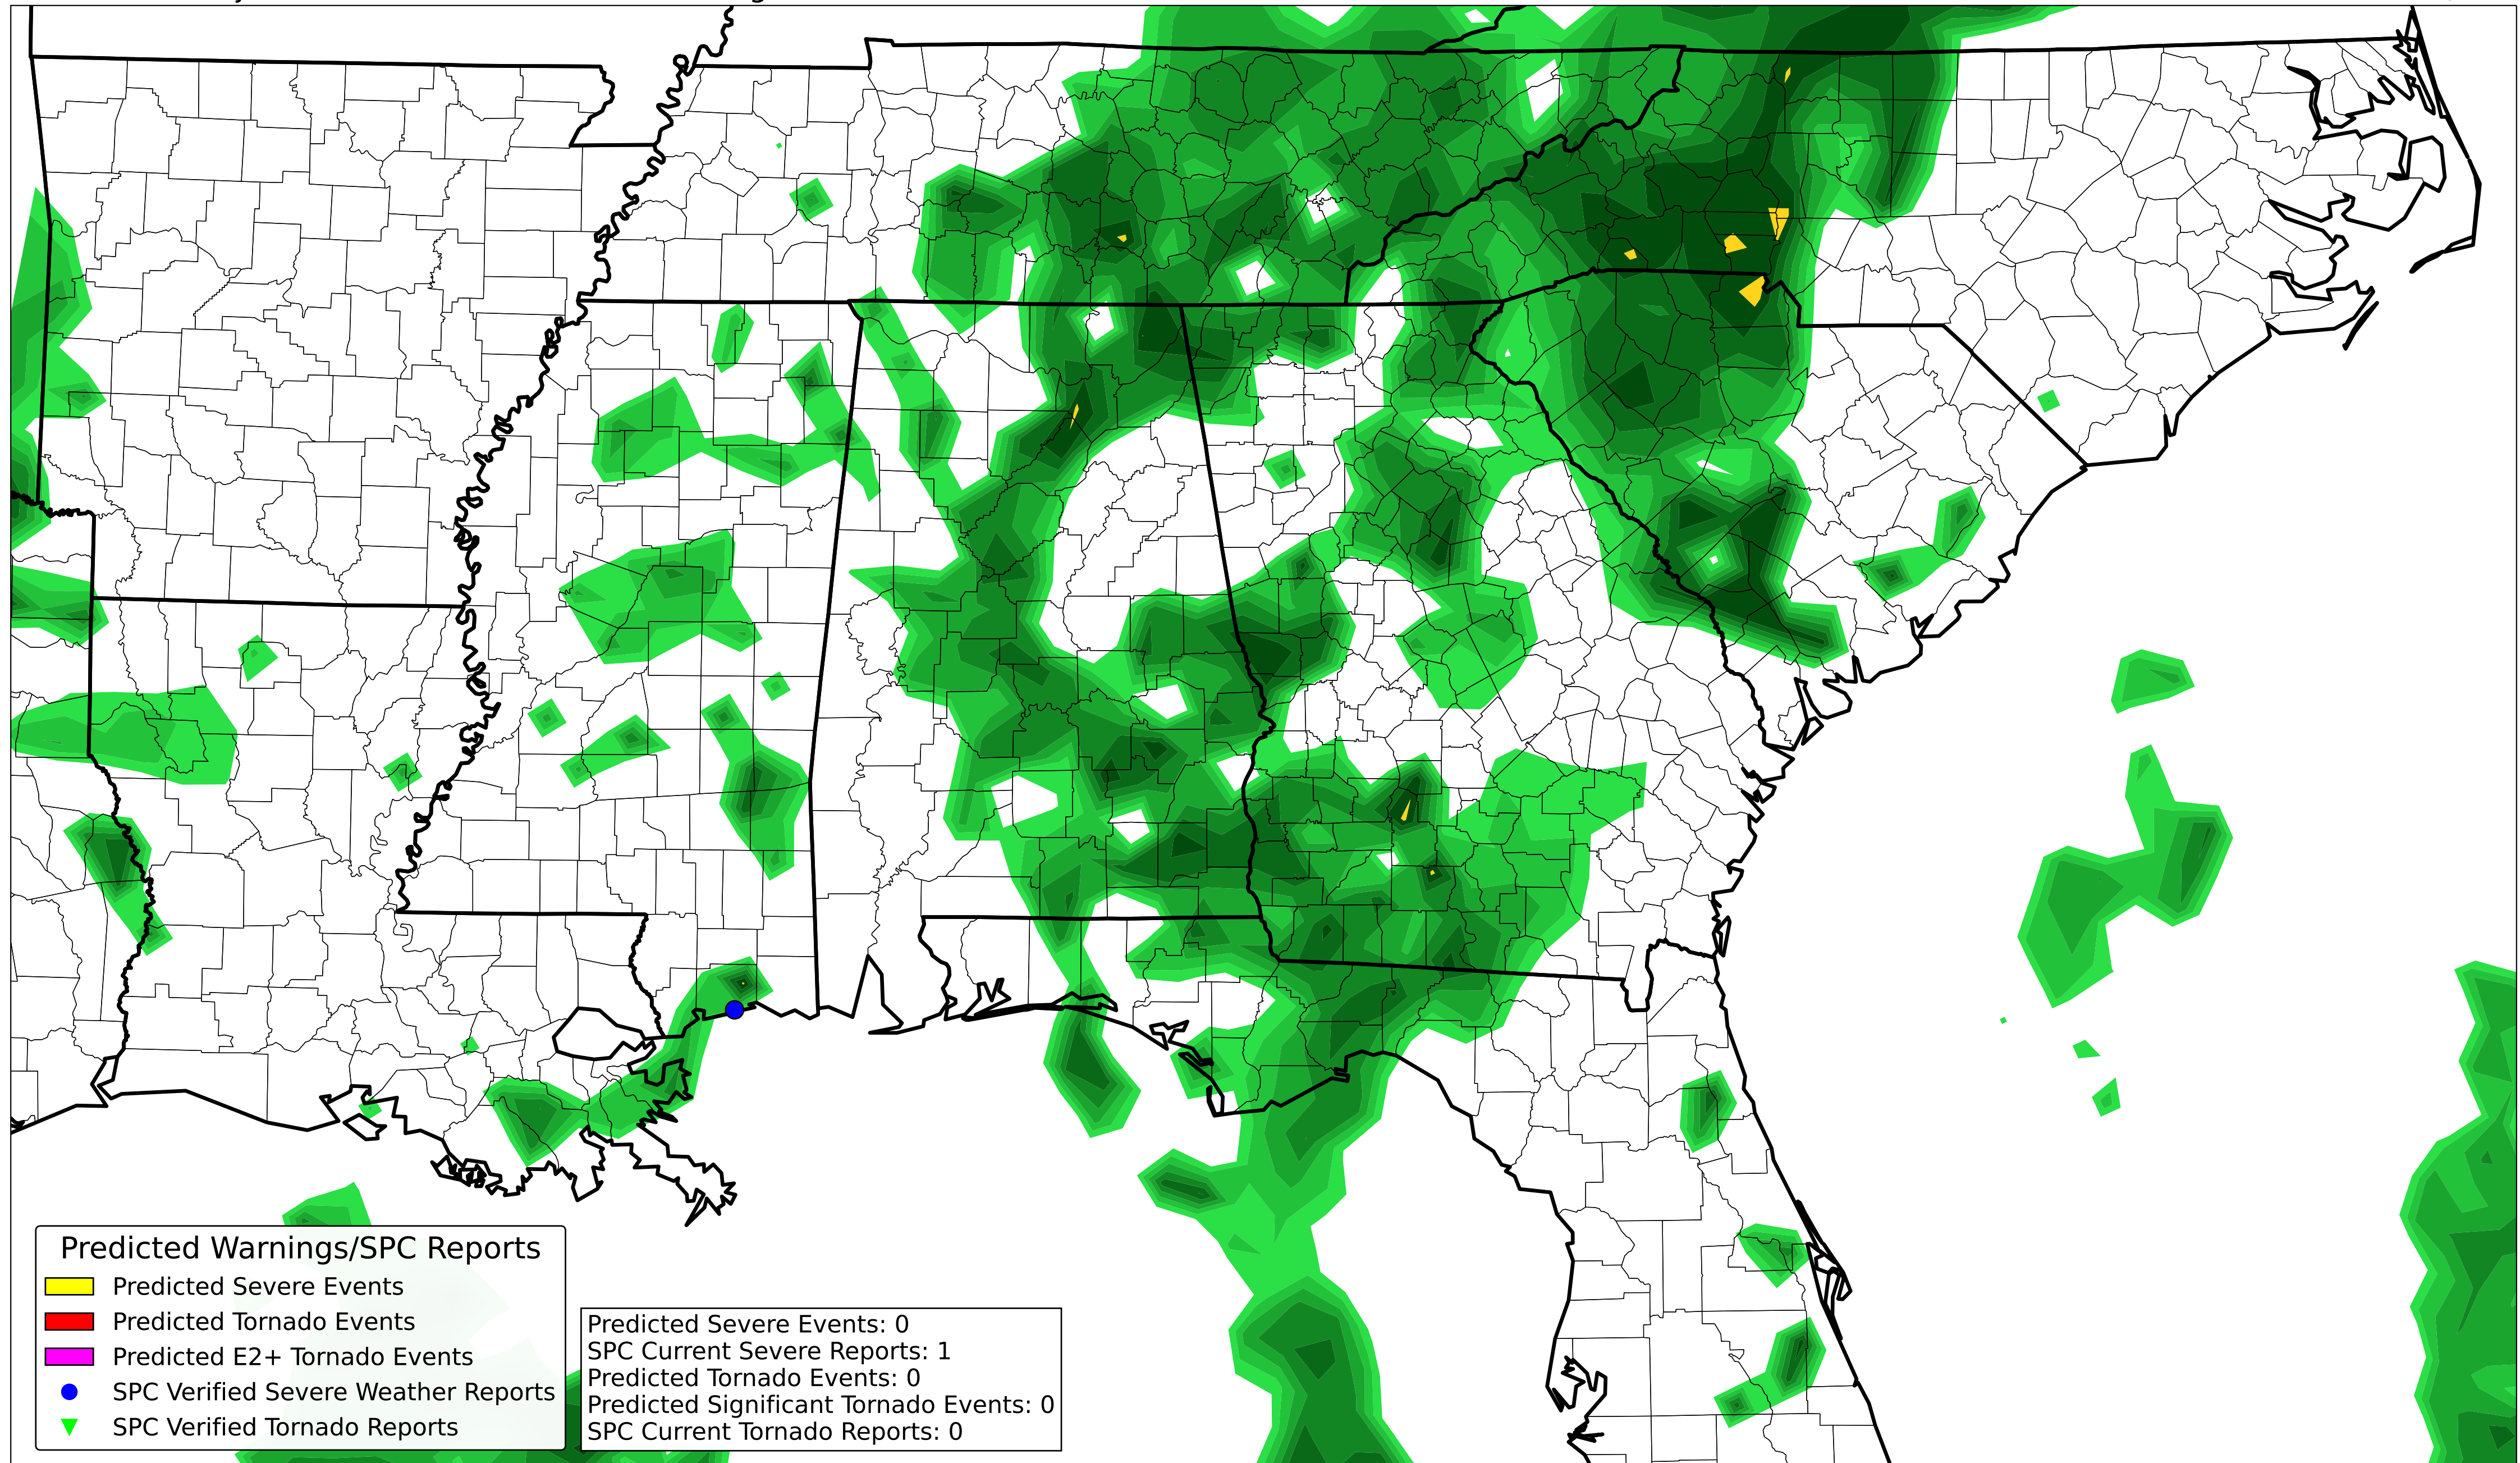 Predicted Warnings/SPC Reports
Predicted Severe Events
Predicted Tornado Events
Predicted E2+ Tornado Events
SPC Verified Severe Weather Reports
SPC Verified Tornado Reports
Predicted Severe Events: 0
SPC Current Severe Reports: 1
Predicted Tornado Events: 0
Predicted Significant Tornado Events: 0
SPC Current Tornado Reports: 0